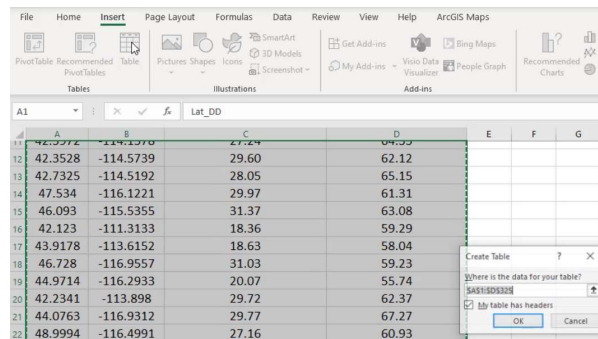 File Home Insert Page Layout Formulas Data Review View Help ArcGIS Maps
PivotTable Recommended PivotTables Table
Pictures Shapes Icons
SmartArt
3D Models
Screenshot
Get Add-ins
My Add-ins
Visio Data Visualizer
Bing Maps
People Graph
Recommended Charts
Tables Illustrations Add-ins
A1 fx Lat_DD
A B C D E F G
11 42.5972 -114.1378 27.24
12 42.3528 -114.5739 29.60 62.12
13 42.7325 -114.5192 28.05 65.15
14 47.534 -116.1221 29.97 61.31
15 46.093 -115.5355 31.37 63.08
16 42.123 -111.3133 18.36 59.29
17 43.9178 -113.6152 18.63 58.04
18 46.728 -116.9557 31.03 59.23
19 44.9714 -116.2933 20.07 55.74
20 42.2341 -113.898 29.72 62.37
21 44.0763 -116.9312 29.77 67.27
22 48.9994 -116.4991 27.16 60.93
Create Table ? ×
Where is the data for your table?
$A$1:$D$325
My table has headers
OK Cancel